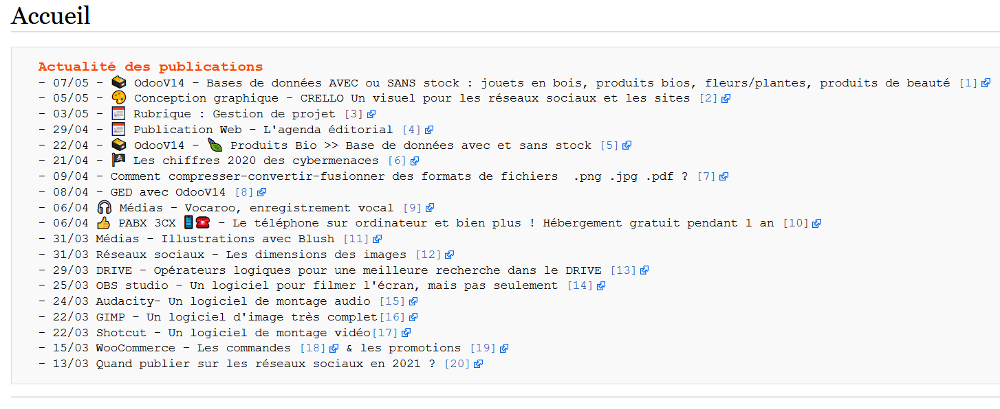 Accueil
Actualité des publications
- 07/05 - 🗳 OdooV14 - Bases de données AVEC ou SANS stock : jouets en bois, produits bios, fleurs/plantes, produits de beauté [1]
- 05/05 - 🎨 Conception graphique - CRELLO Un visuel pour les réseaux sociaux et les sites [2]
- 03/05 - 📅 Rubrique : Gestion de projet [3]
- 29/04 - 📅 Publication Web - L'agenda éditorial [4]
- 22/04 - 🗳 OdooV14 - 🌿 Produits Bio >> Base de données avec et sans stock [5]
- 21/04 - 🏴‍☠️ Les chiffres 2020 des cybermenaces [6]
- 09/04 - Comment compresser-convertir-fusionner des formats de fichiers  .png .jpg .pdf ? [7]
- 08/04 - GED avec OdooV14 [8]
- 06/04 🎧 Médias - Vocaroo, enregistrement vocal [9]
- 06/04 👍 PABX 3CX 📱☎️ - Le téléphone sur ordinateur et bien plus ! Hébergement gratuit pendant 1 an [10]
- 31/03 Médias - Illustrations avec Blush [11]
- 31/03 Réseaux sociaux - Les dimensions des images [12]
- 29/03 DRIVE - Opérateurs logiques pour une meilleure recherche dans le DRIVE [13]
- 25/03 OBS studio - Un logiciel pour filmer l'écran, mais pas seulement [14]
- 24/03 Audacity- Un logiciel de montage audio [15]
- 22/03 GIMP - Un logiciel d'image très complet[16]
- 22/03 Shotcut - Un logiciel de montage vidéo[17]
- 15/03 WooCommerce - Les commandes [18] & les promotions [19]
- 13/03 Quand publier sur les réseaux sociaux en 2021 ? [20]